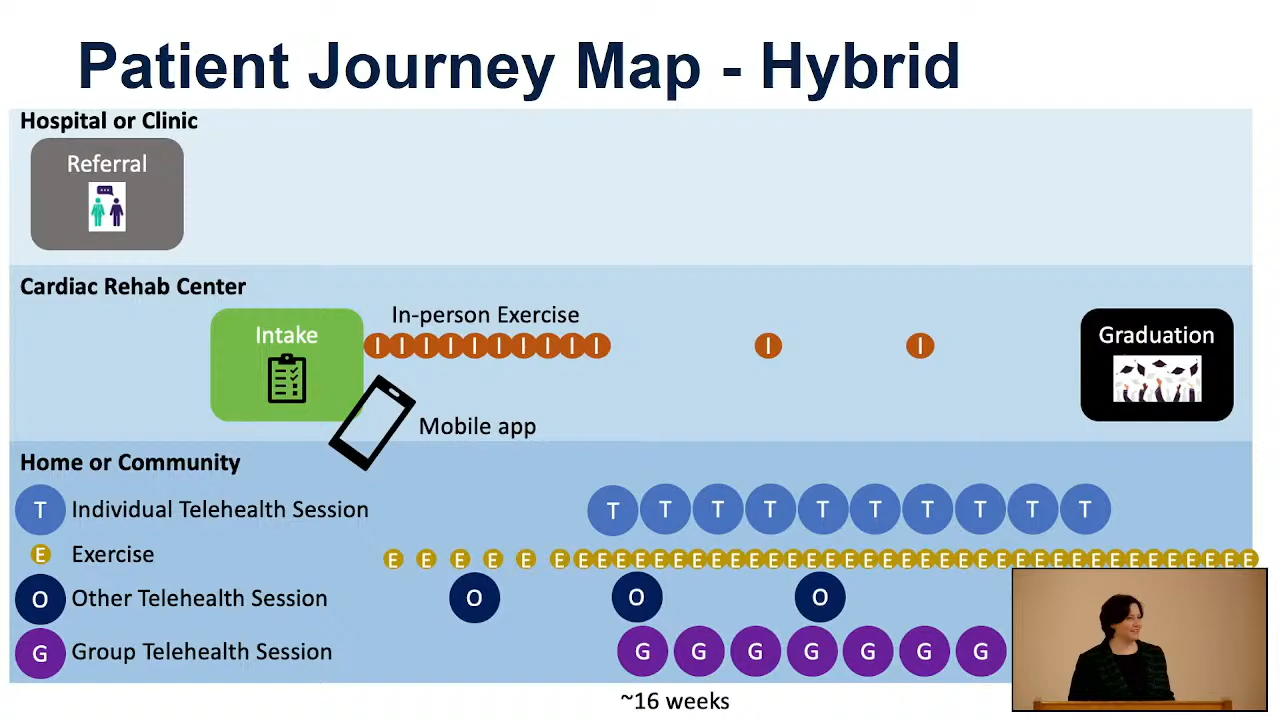 Patient Journey Map - Hybrid
Hospital or Clinic
Referral
Cardiac Rehab Center
Intake
In-person Exercise
I I I I I I I I I I I I
Graduation
Mobile app
Home or Community
T Individual Telehealth Session T T T T T T T T T T
E Exercise E E E E E E E E E E E E E E E E E E E E E E E E E E E E E E E E E E E E E E
O Other Telehealth Session O O O
G Group Telehealth Session G G G G G G G
~16 weeks